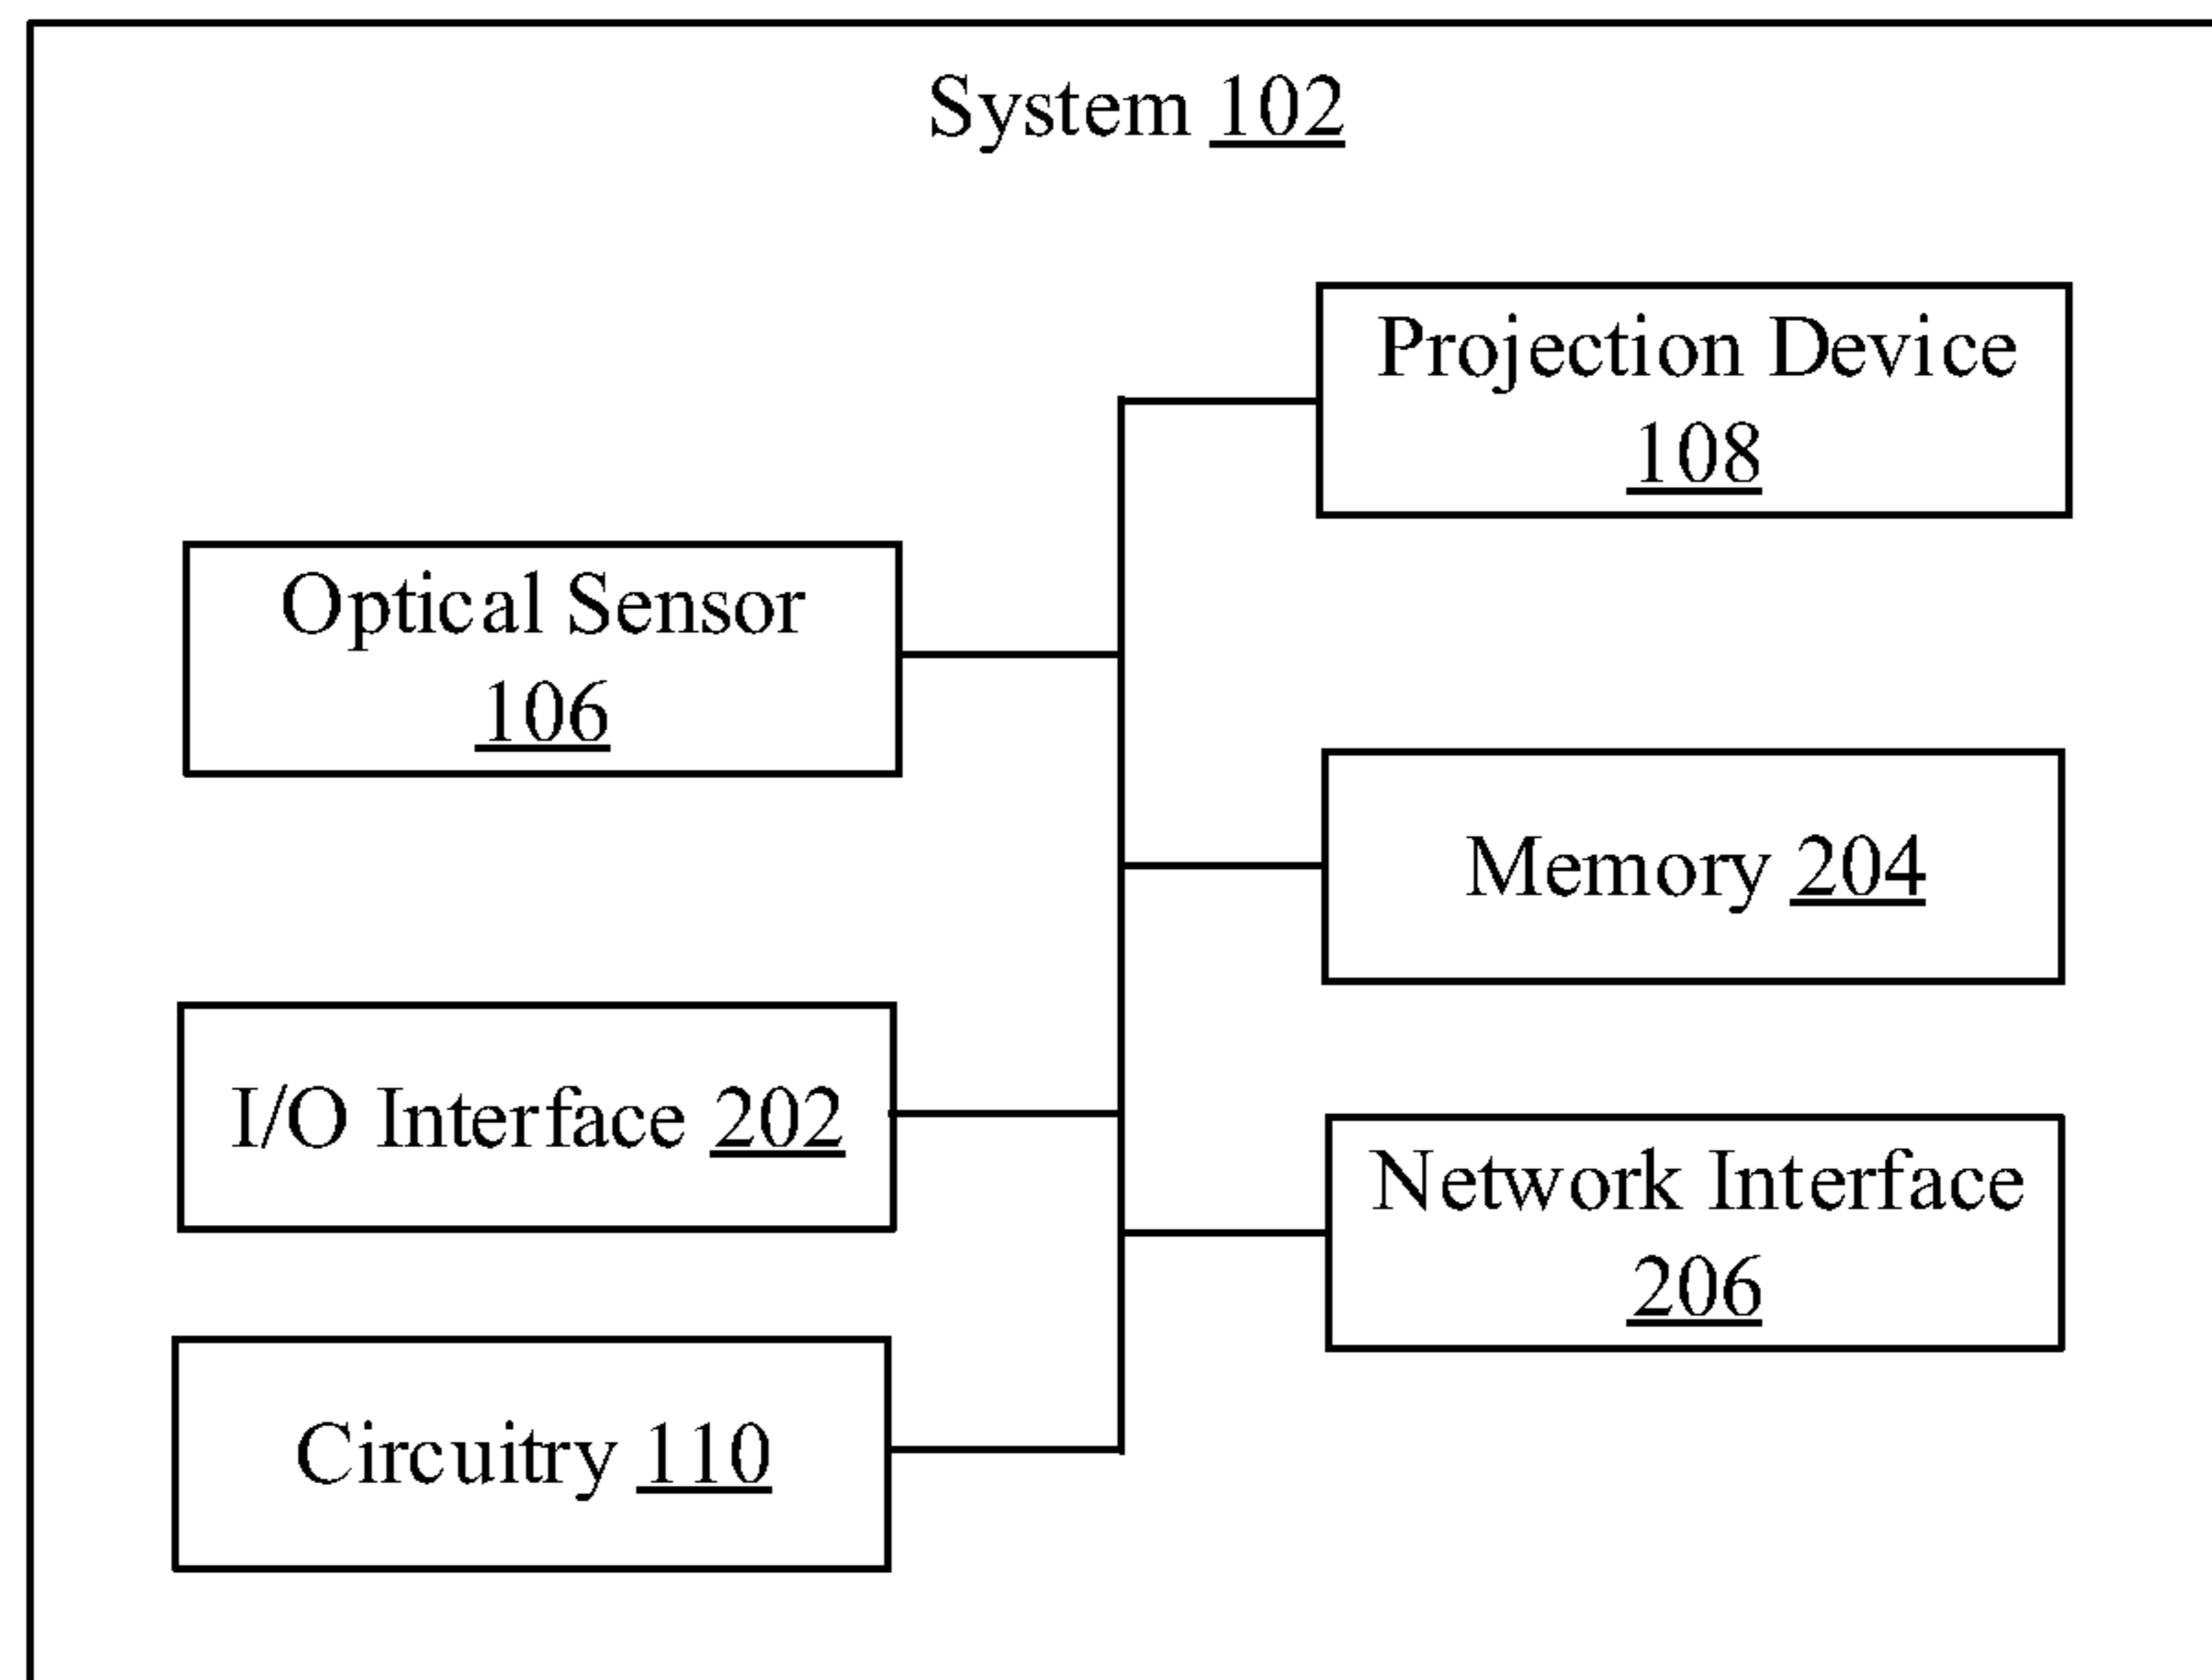 System 102
Projection Device
108
Optical Sensor
106
Memory 204
I/O Interface 202
Network Interface
206
Circuitry 110